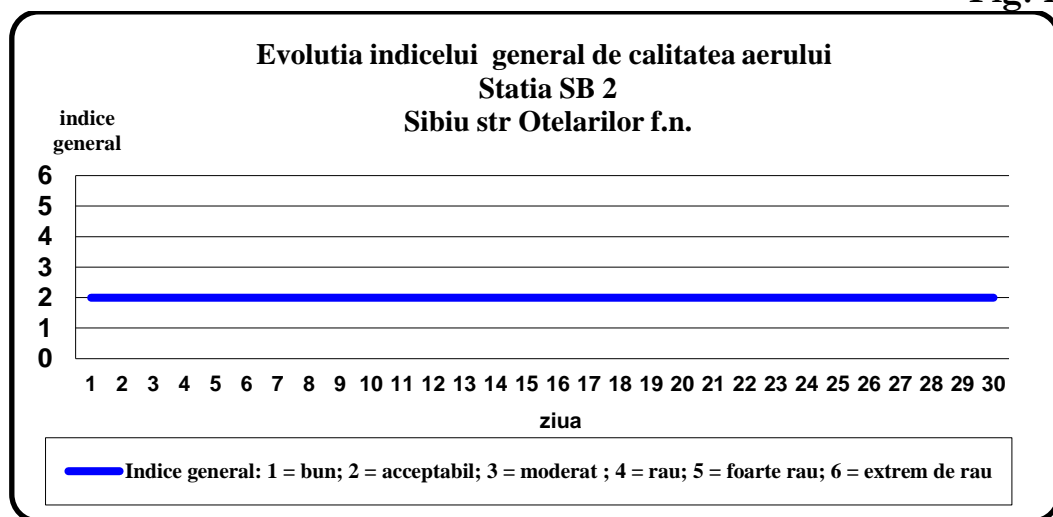 Evolutia indicelui general de calitatea aerului
Statia SB 2
Sibiu str Otelarilor f.n.
indice
general
6
5
4
3
2
1
0
1 2 3 4 5 6 7 8 9 10 11 12 13 14 15 16 17 18 19 20 21 22 23 24 25 26 27 28 29 30
ziua
Indice general: 1 = bun; 2 = acceptabil; 3 = moderat ; 4 = rau; 5 = foarte rau; 6 = extrem de rau